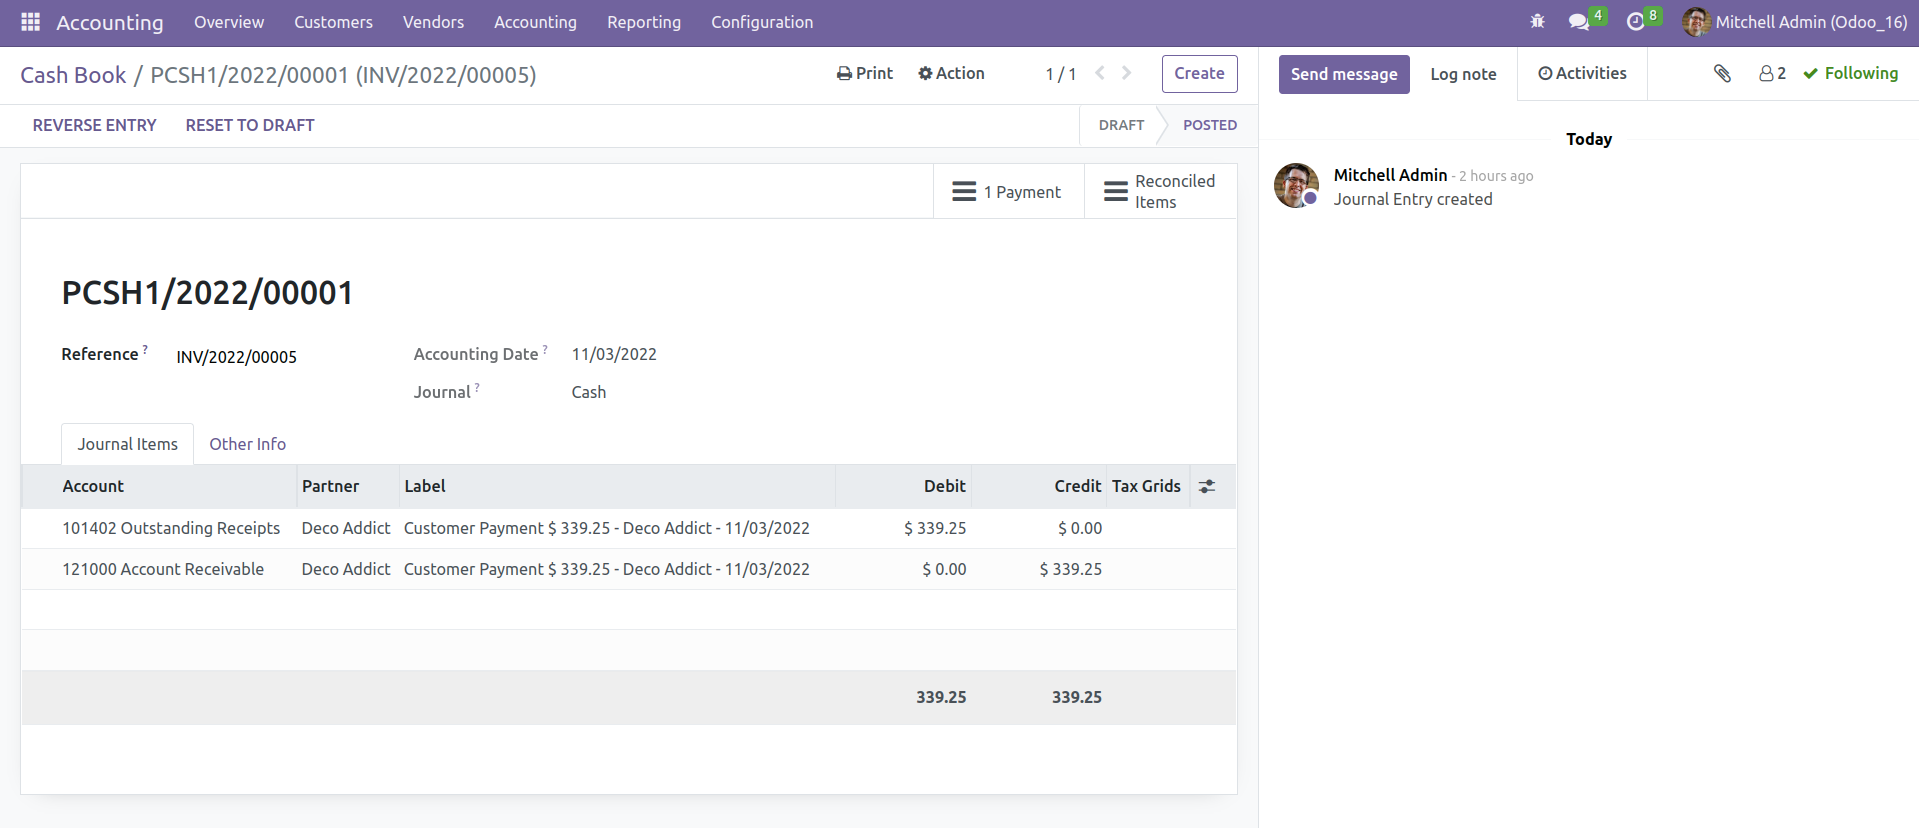 Accounting Overview Customers Vendors Accounting Reporting Configuration 4 8 Mitchell Admin (Odoo_16)
Cash Book / PCSH1/2022/00001 (INV/2022/00005) Print Action 1 / 1 Create Send message Log note Activities 2 Following
REVERSE ENTRY RESET TO DRAFT DRAFT POSTED
Today
1 Payment Reconciled
Items
Mitchell Admin - 2 hours ago
Journal Entry created
PCSH1/2022/00001
Reference ? INV/2022/00005 Accounting Date ? 11/03/2022
Journal ? Cash
Journal Items Other Info
Account Partner Label Debit Credit Tax Grids
101402 Outstanding Receipts Deco Addict Customer Payment $ 339.25 - Deco Addict - 11/03/2022 $ 339.25 $ 0.00
121000 Account Receivable Deco Addict Customer Payment $ 339.25 - Deco Addict - 11/03/2022 $ 0.00 $ 339.25
339.25 339.25